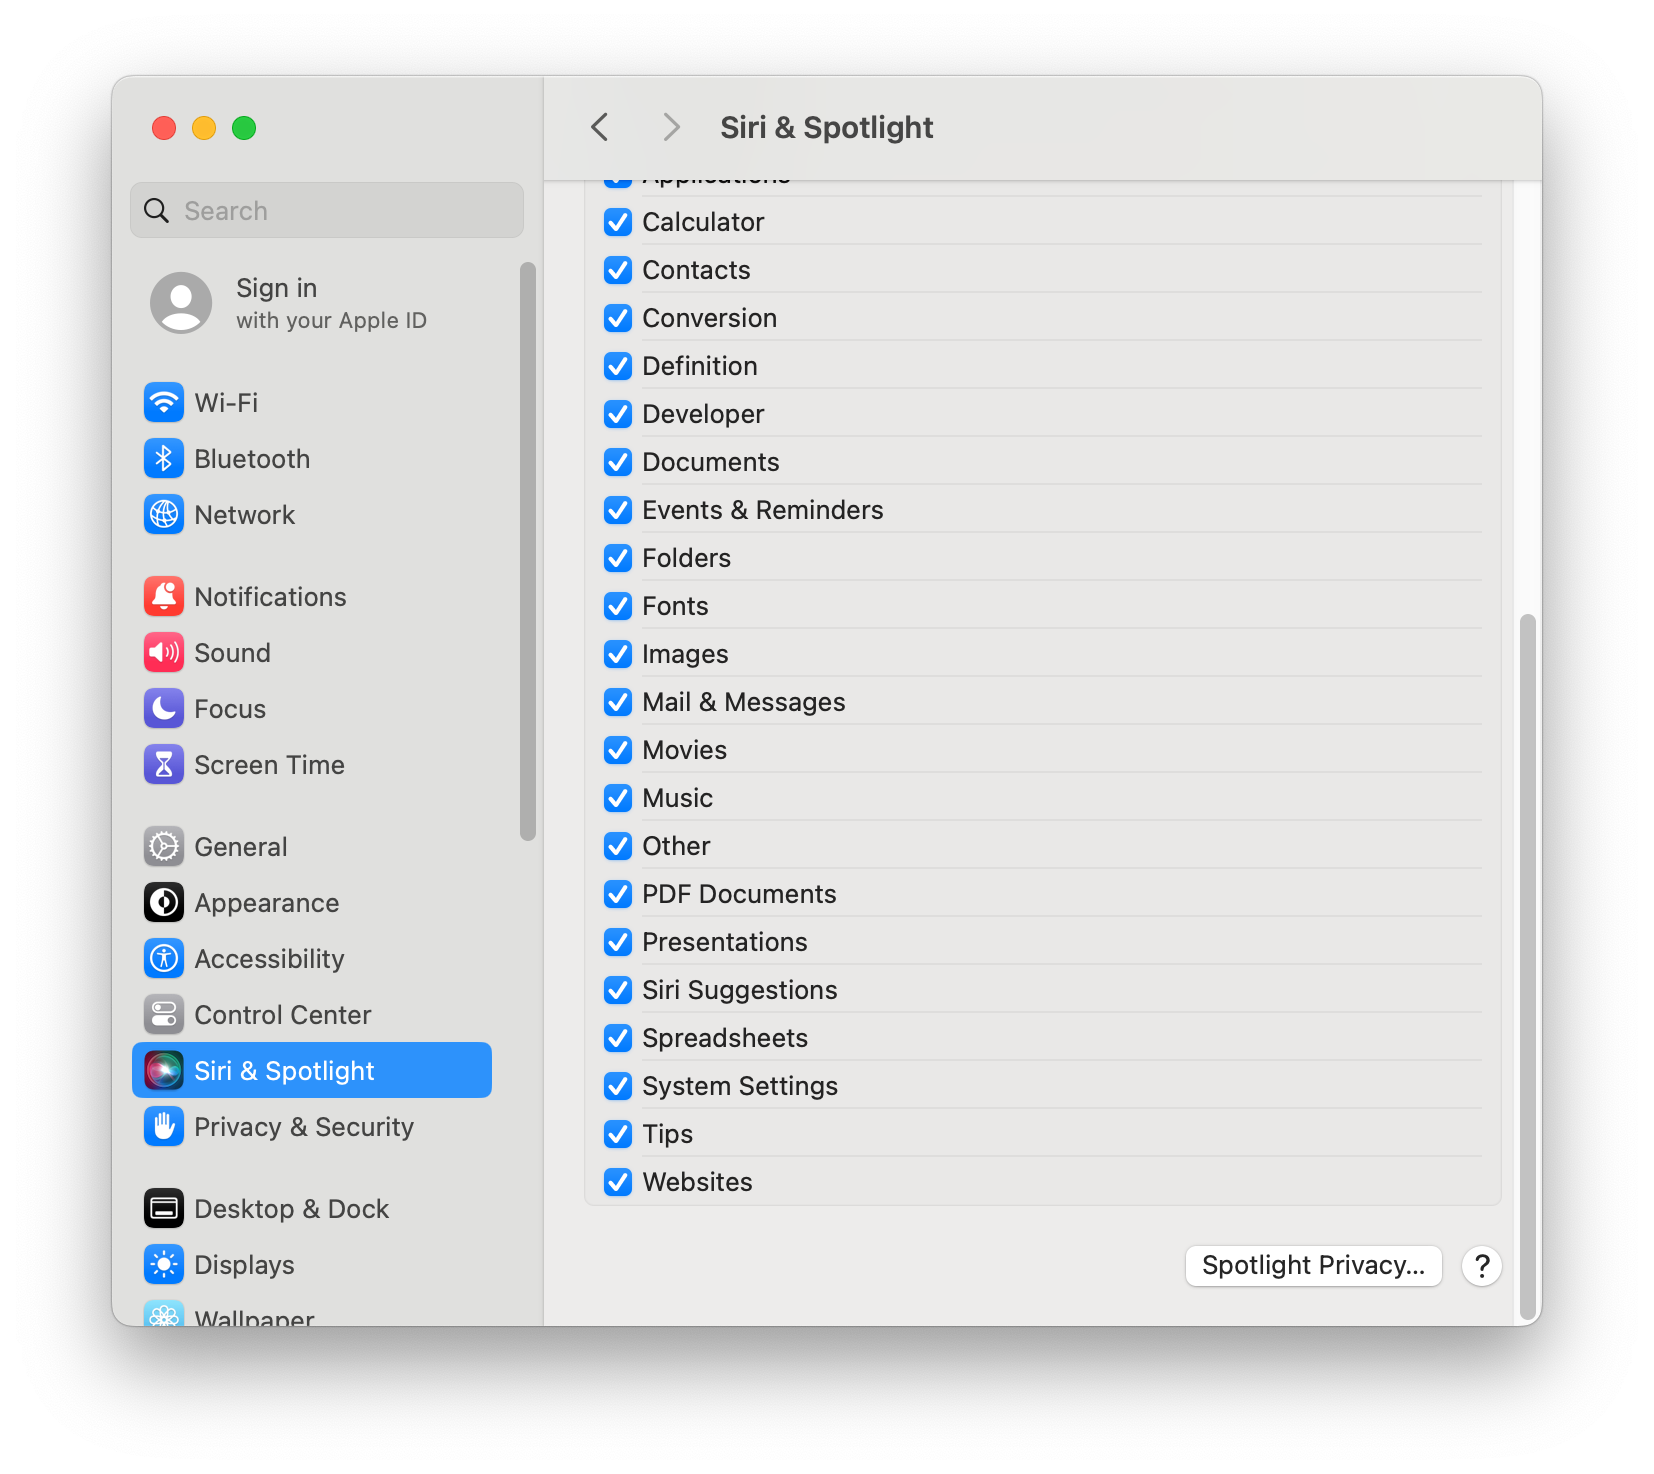 Search
Sign in
with your Apple ID
Wi-Fi
Bluetooth
Network
Notifications
Sound
Focus
Screen Time
General
Appearance
Accessibility
Control Center
Siri & Spotlight
Privacy & Security
Desktop & Dock
Displays
Wallpaper
Siri & Spotlight
Applications
Calculator
Contacts
Conversion
Definition
Developer
Documents
Events & Reminders
Folders
Fonts
Images
Mail & Messages
Movies
Music
Other
PDF Documents
Presentations
Siri Suggestions
Spreadsheets
System Settings
Tips
Websites
Spotlight Privacy...
?